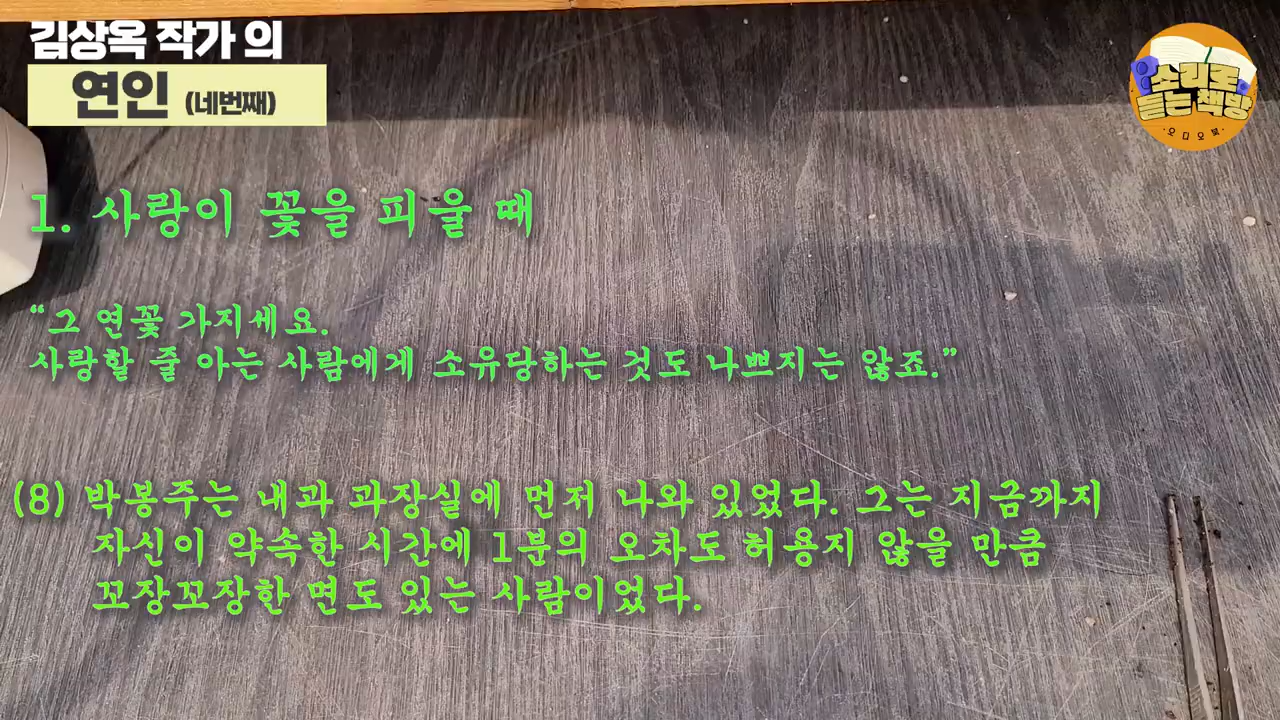 김상옥 작가 의
연인 (네번째)
소리로
듣는 책방
·오디오북·
1. 사랑이 꽃을 피울 때
“그 연꽃 가지세요.
사랑할 줄 아는 사람에게 소유당하는 것도 나쁘지는 않죠.”
(8) 박봉주는 내과 과장실에 먼저 나와 있었다. 그는 지금까지
자신이 약속한 시간에 1분의 오차도 허용지 않을 만큼
꼬장꼬장한 면도 있는 사람이었다.